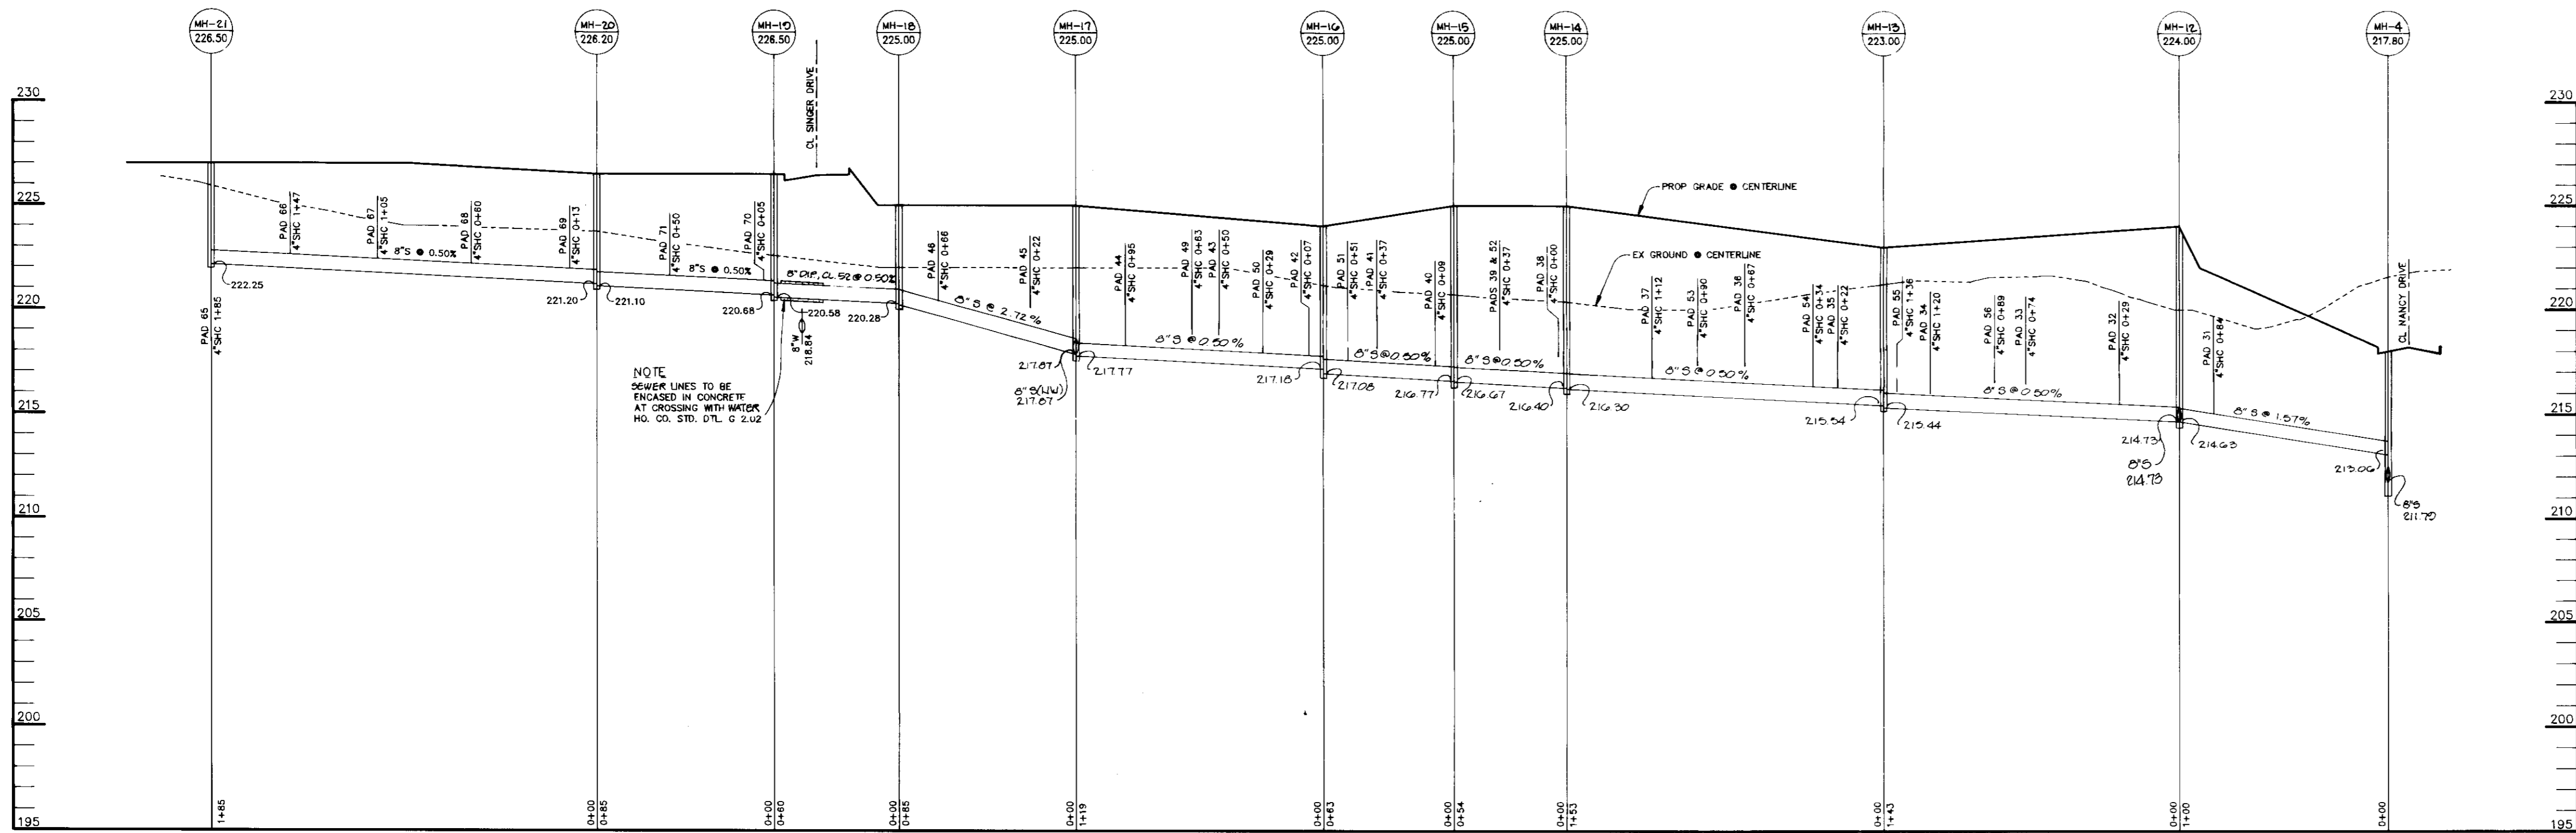 MH-21
226.50
MH-20
226.20
MH-19
226.50
MH-18
225.00
MH-17
225.00
MH-16
225.00
MH-15
225.00
MH-14
225.00
MH-13
223.00
MH-12
224.00
MH-4
217.80
CL SINGER DRIVE
230
225
220
215
210
205
200
195
230
225
220
215
210
205
200
195
PROP GRADE @ CENTERLINE
EX GROUND @ CENTERLINE
CL NANCY DRIVE
PAD 65
4"SHC 1+85
PAD 66
4"SHC 1+47
PAD 67
4"SHC 1+05
PAD 68
4"SHC 0+60
PAD 69
4"SHC 0+13
PAD 71
4"SHC 0+50
PAD 70
4"SHC 0+05
PAD 46
4"SHC 0+66
PAD 45
4"SHC 0+22
PAD 44
4"SHC 0+95
PAD 49
4"SHC 0+63
PAD 43
4"SHC 0+50
PAD 50
4"SHC 0+29
PAD 42
4"SHC 0+07
PAD 51
4"SHC 0+51
PAD 41
4"SHC 0+37
PAD 40
4"SHC 0+09
PADS 39 & 52
4"SHC 0+37
PAD 38
4"SHC 0+00
PAD 37
4"SHC 1+12
PAD 53
4"SHC 0+90
PAD 36
4"SHC 0+67
PAD 54
4"SHC 0+34
PAD 35
4"SHC 0+22
PAD 55
4"SHC 1+36
PAD 34
4"SHC 1+20
PAD 56
4"SHC 0+89
PAD 33
4"SHC 0+74
PAD 32
4"SHC 0+29
PAD 31
4"SHC 0+84
8"S @ 0.50%
8"S @ 0.50%
8" DIP, CL.52 @ 0.50%
8" S @ 2.72 %
8" S @ 0.50 %
8" S @ 0.50%
8" S @ 0.50%
8" S @ 0.50 %
8" S @ 0.50 %
8" S @ 1.57%
222.25
221.20
221.10
220.68
220.58
220.28
8"W
218.84
217.87
8" S(NW)
217.87
217.77
217.18
217.08
216.77
216.67
216.40
216.30
215.54
215.44
214.73
8"S
214.73
214.63
213.06
8"S
211.79
NOTE
SEWER LINES TO BE
ENCASED IN CONCRETE
AT CROSSING WITH WATER
HO. CO. STD. DTL. G 2.02
1+85
0+00
0+85
0+00
0+60
0+00
0+85
0+00
1+19
0+00
0+63
0+00
0+54
0+00
1+53
0+00
1+43
0+00
1+00
0+00